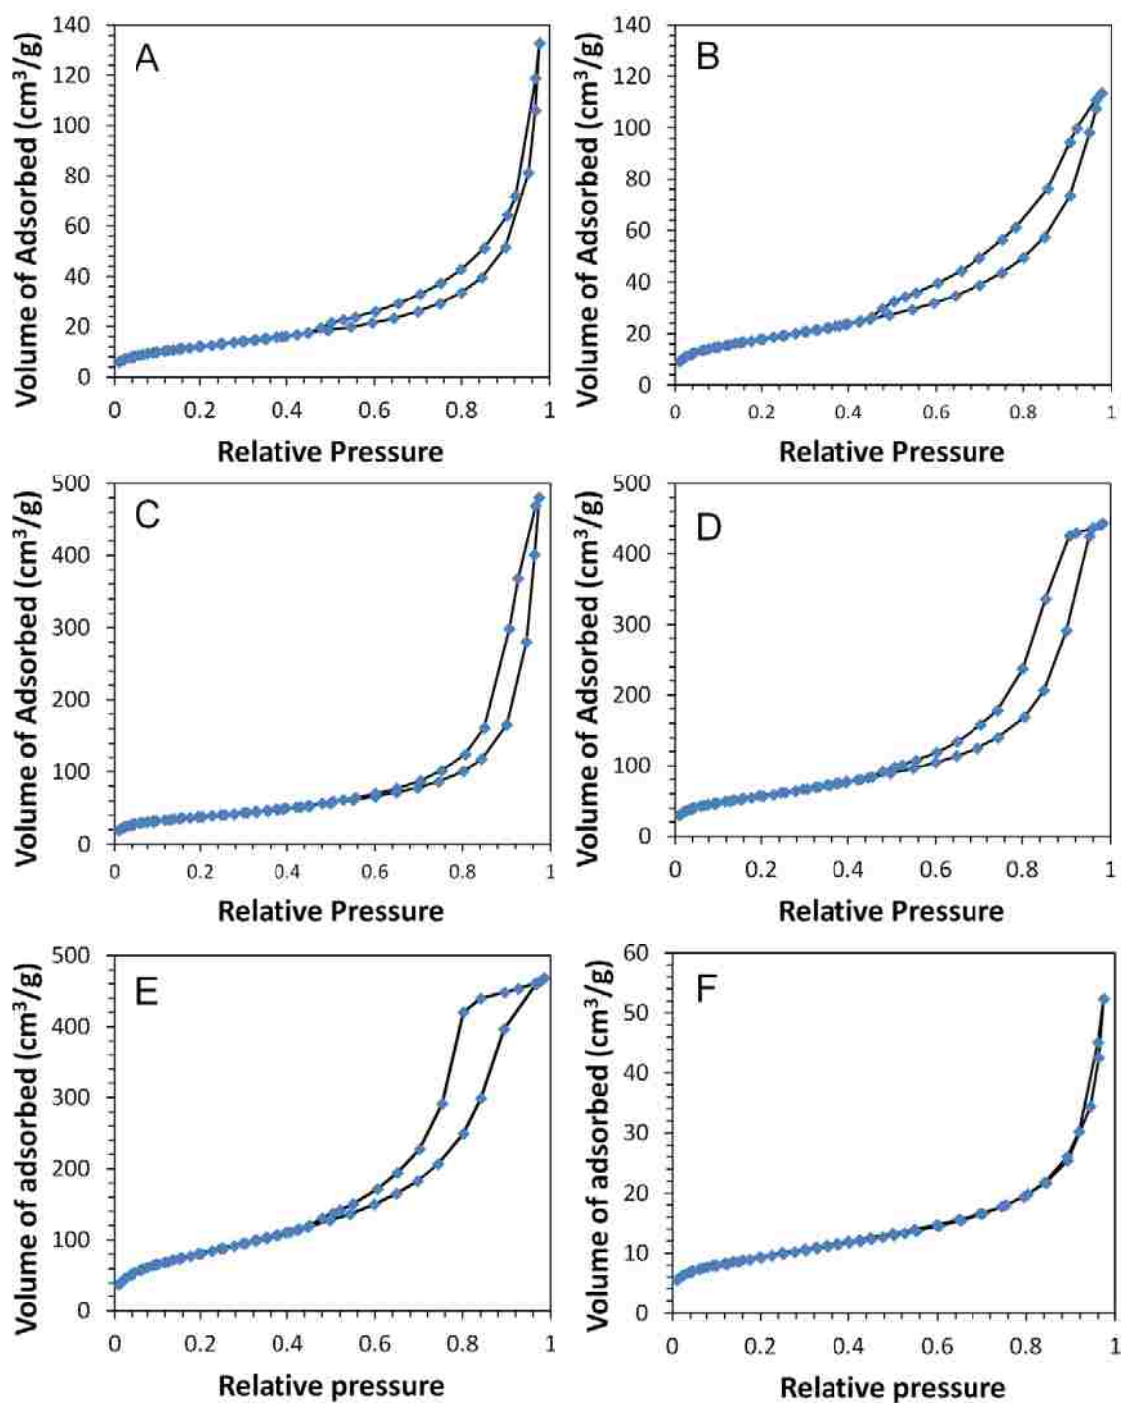 A
Volume of Adsorbed (cm³/g)
140
120
100
80
60
40
20
0
0 0.2 0.4 0.6 0.8 1
Relative Pressure
B
Volume of Adsorbed (cm³/g)
140
120
100
80
60
40
20
0
0 0.2 0.4 0.6 0.8 1
Relative Pressure
C
Volume of Adsorbed (cm³/g)
500
400
300
200
100
0
0 0.2 0.4 0.6 0.8 1
Relative Pressure
D
Volume of Adsorbed (cm³/g)
500
400
300
200
100
0
0 0.2 0.4 0.6 0.8 1
Relative Pressure
E
Volume of adsorbed (cm³/g)
500
400
300
200
100
0
0 0.2 0.4 0.6 0.8 1
Relative pressure
F
Volume of adsorbed (cm³/g)
60
50
40
30
20
10
0
0 0.2 0.4 0.6 0.8 1
Relative pressure